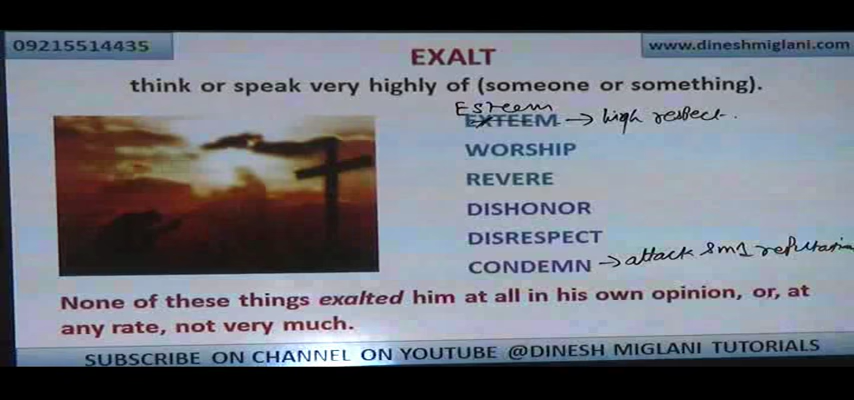 09215514435
www.dineshmiglani.com
EXALT
think or speak very highly of (someone or something).
Esteem
EXTEEM → high respect.
WORSHIP
REVERE
DISHONOR
DISRESPECT
CONDEMN → attack sm1 reputation
None of these things exalted him at all in his own opinion, or, at
any rate, not very much.
SUBSCRIBE ON CHANNEL ON YOUTUBE @DINESH MIGLANI TUTORIALS